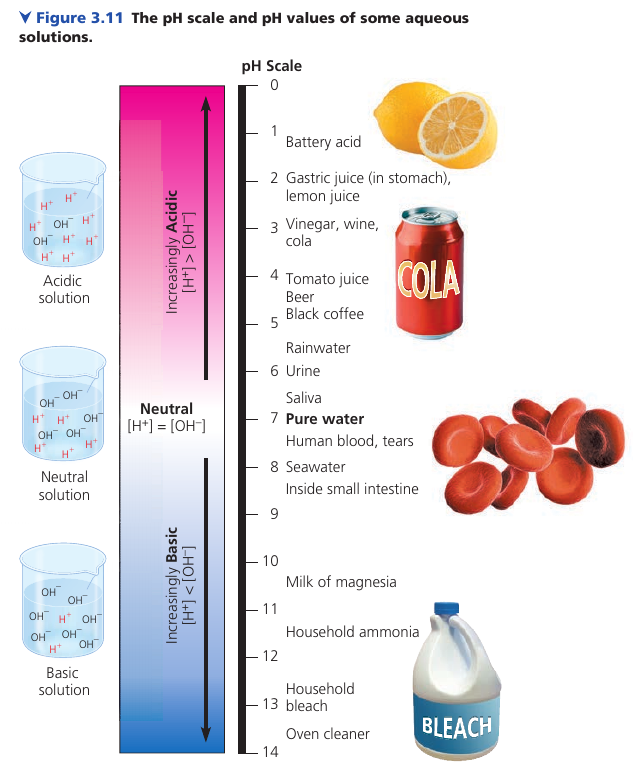 Figure 3.11 The pH scale and pH values of some aqueous
solutions.
pH Scale
0
1
Battery acid
2 Gastric juice (in stomach),
lemon juice
3 Vinegar, wine,
cola
4 Tomato juice
Beer
Black coffee
5
Rainwater
6 Urine
Saliva
7 Pure water
Human blood, tears
8 Seawater
Inside small intestine
9
10
Milk of magnesia
11
Household ammonia
12
Household
13 bleach
Oven cleaner
14
Increasingly Acidic
[H⁺] > [OH⁻]
Neutral
[H⁺] = [OH⁻]
Increasingly Basic
[H⁺] < [OH⁻]
H⁺ H⁺
H⁺ OH⁻ H⁺
OH⁻ H⁺ H⁺
H⁺ H⁺
Acidic
solution
OH⁻ OH⁻
H⁺ H⁺ OH⁻
OH⁻ OH⁻
H⁺ H⁺ H⁺
Neutral
solution
OH⁻ OH⁻
OH⁻ H⁺ OH⁻
OH⁻ OH⁻
H⁺ OH⁻
Basic
solution
COLA
BLEACH